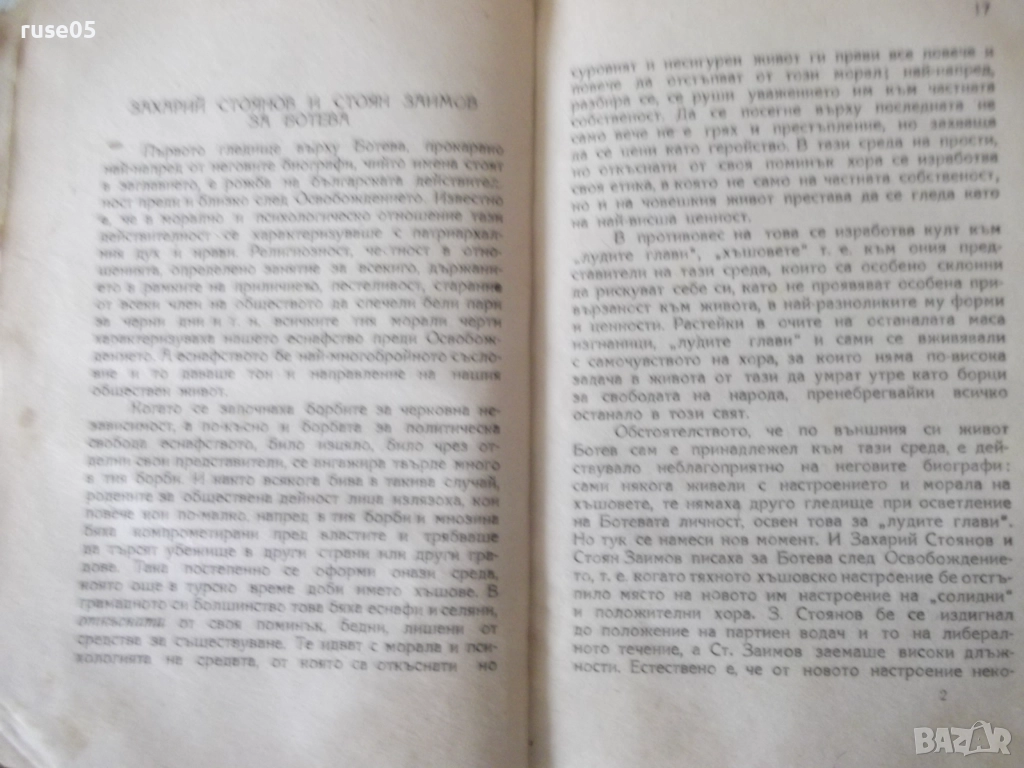 ruse05
ЗАХАРИЙ СТОЯНОВ И СТОЯН ЗАИМОВ
ЗА БОТЕВА
Първото гледище върху Ботева, прокарано
най-напред от неговите биографи, чийто имена стоят
в заглавието, е рожба на българската действител-
ност преди и близко след Освобождението. Известно
е, че в морално и психологическо отношение тази
действителност се характеризуваше с патриархал-
ния дух и нрави. Религиозност, честност в отно-
шенията, определено занятие за всекиго, държане
в рамките на приличието, пестеливост, старание
от всеки член на обществото да спечели бели пари
за черни дни и т. н. всичките тия морали черти
характеризуваха нашето еснафство преди Освобож-
дението. А еснафството бе най-многобройното съсло-
вие и то даваше тон и направление на нашия
обществен живот.
Когато се започнаха борбите за черковна не-
зависимост, а по-късно и борбата за политическа
свобода еснафството, било изцяло, било чрез от-
делни свои представители, се ангажира твърде много
в тия борби. И както всякога бива в такива случаи,
родените за обществена дейност лица излязоха, кои
повече кои по-малко, напред в тия борби и мнозина
бяха компрометирани пред властите и трябваше
да търсят убежище в други страни или други гра-
дове. Така постепенно се оформи онази среда,
която още в турско време доби името хъшове. В
грамадното си болшинство това бяха еснафи и селяни,
откъснати от своя поминък, бедни, лишени от
средства за съществуване. Те идват с морала и пси-
хологията на средата, от която са откъснати но
17
суровият и несигурен живот ги прави все повече и
повече да отстъпват от този морал; най-напред,
разбира се, се руши уважението им към частната
собственост. Да се посегне върху последната не
само вече не е грях и престъпление, но захваща
да се цени като геройство. В тази среда на прости,
но откъснати от своя поминък хора се изработва
своя етика, в която не само на частната собственост,
но и на човешкия живот престава да се гледа като
на най-висша ценност.
В противовес на това се изработва култ към
„лудите глави“, „хъшовете“ т. е. към ония пред-
ставители на тази среда, които са особено склонни
да рискуват себе си, като не проявяват особена при-
вързаност към живота, в най-разноликите му форми
и ценности. Растейки в очите на останалата маса
изгнаници, „лудите глави“ и сами се вживявали
с самочувството на хора, за които няма по-висока
задача в живота от тази да умрат утре като борци
за свободата на народа, пренебрегвайки всичко
останало в този свят.
Обстоятелството, че по външния си живот
Ботев сам е принадлежел към тази среда, е дей-
ствувало неблагоприятно на неговите биографи:
сами някога живели с настроението и морала на
хъшовете, те нямаха друго гледище при осветление
на Ботевата личност, освен това за „лудите глави“.
Но тук се намеси нов момент. И Захарий Стоянов и
Стоян Заимов писаха за Ботева след Освобождение-
то, т. е. когато тяхното хъшовско настроение бе отстъ-
пило място на новото им настроение на „солидни“
и положителни хора. З. Стоянов бе се издигнал
до положение на партиен водач и то на либерал-
ното течение, а Ст. Заимов заемаше високи длъж-
ности. Естествено е, че от новото настроение неко-
2
BAZAR